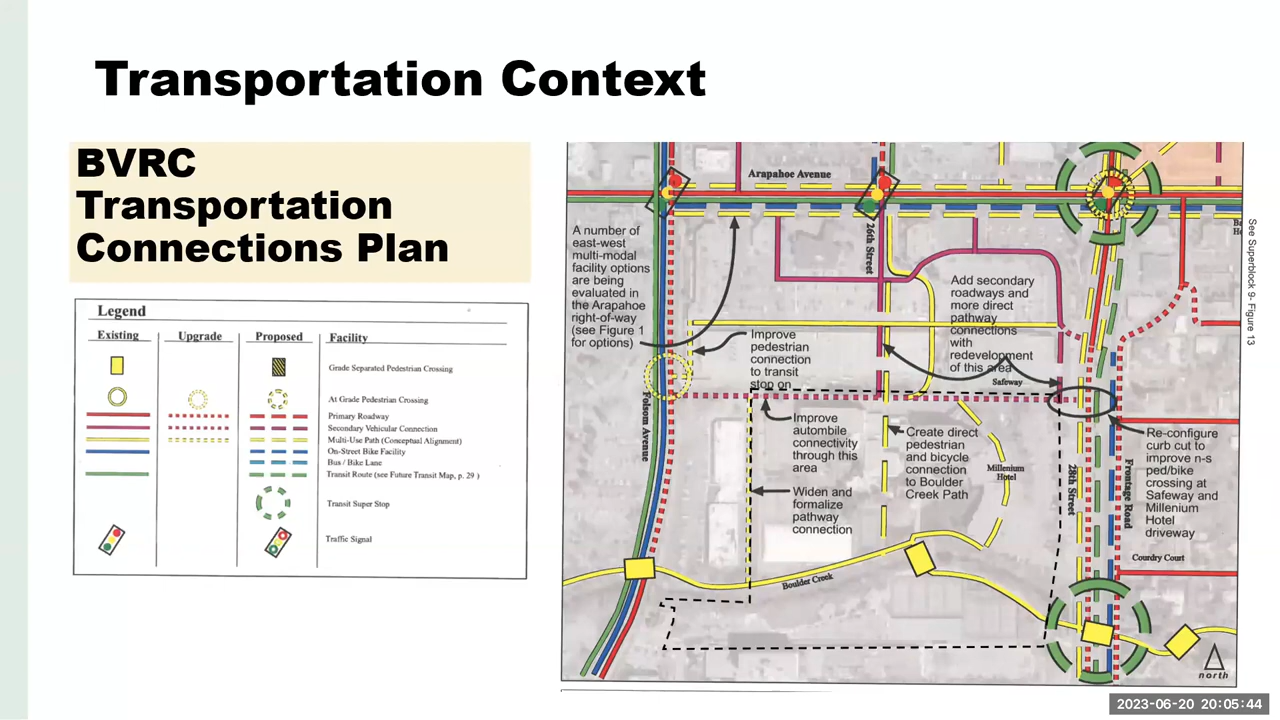 Transportation Context
BVRC
Transportation
Connections Plan
Legend
Existing
Upgrade
Proposed
Facility
Grade Separated Pedestrian Crossing
At Grade Pedestrian Crossing
Primary Roadway
Secondary Vehicular Connection
Multi-Use Path (Conceptual Alignment)
On-Street Bike Facility
Bus / Bike Lane
Transit Route (see Future Transit Map, p. 29 )
Transit Super Stop
Traffic Signal
Arapahoe Avenue
A number of
east-west
multi-modal
facility options
are being
evaluated in
the Arapahoe
right-of-way
(see Figure 1
for options)
26th Street
Add secondary
roadways and
more direct
pathway
connections
with
redevelopment
of this area
Safeway
Improve
pedestrian
connection
to transit
stop on
Folsom Avenue
Improve
autombile
connectivity
through this
area
Create direct
pedestrian
and bicycle
connection
to Boulder
Creek Path
Millenium
Hotel
Widen and
formalize
pathway
connection
28th Street
Frontage Road
Re-configure
curb cut to
improve n-s
ped/bike
crossing at
Safeway and
Millenium
Hotel
driveway
Courdry Court
Boulder Creek
See Superblock 9- Figure 13
north
2023-06-20 20:05:44